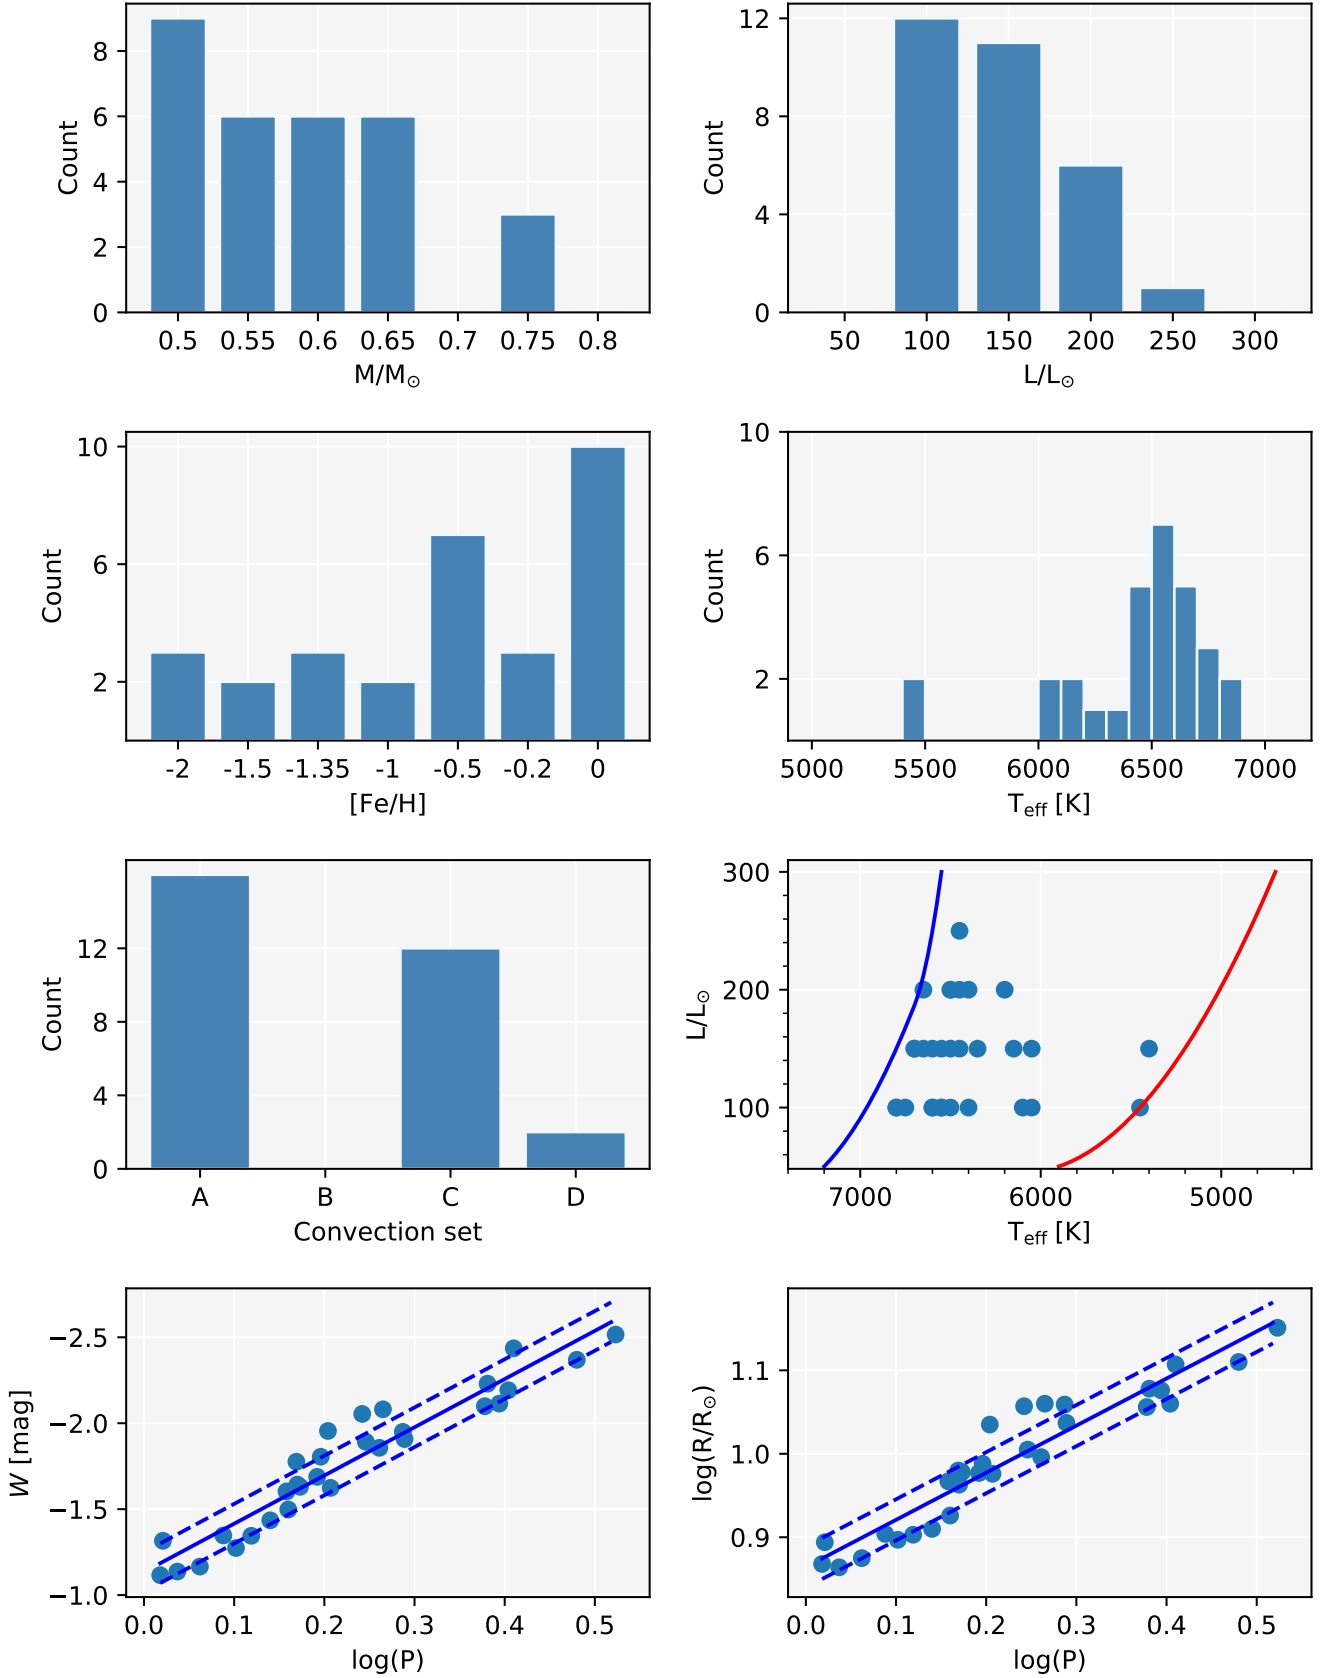 8
6
4
2
0
Count
0.5 0.55 0.6 0.65 0.7 0.75 0.8
M/M⊙
12
8
4
0
Count
50 100 150 200 250 300
L/L⊙
10
6
2
Count
-2 -1.5 -1.35 -1 -0.5 -0.2 0
[Fe/H]
10
6
2
Count
5000 5500 6000 6500 7000
Teff [K]
12
8
4
0
Count
A B C D
Convection set
300
200
100
L/L⊙
7000 6000 5000
Teff [K]
−2.5
−2.0
−1.5
−1.0
W [mag]
0.0 0.1 0.2 0.3 0.4 0.5
log(P)
1.1
1.0
0.9
log(R/R⊙)
0.0 0.1 0.2 0.3 0.4 0.5
log(P)